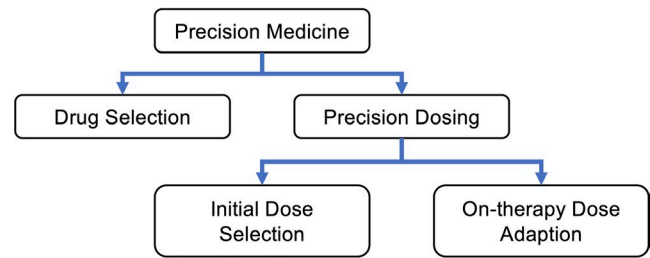 Precision Medicine
Drug Selection
Precision Dosing
Initial Dose
Selection
On-therapy Dose
Adaption